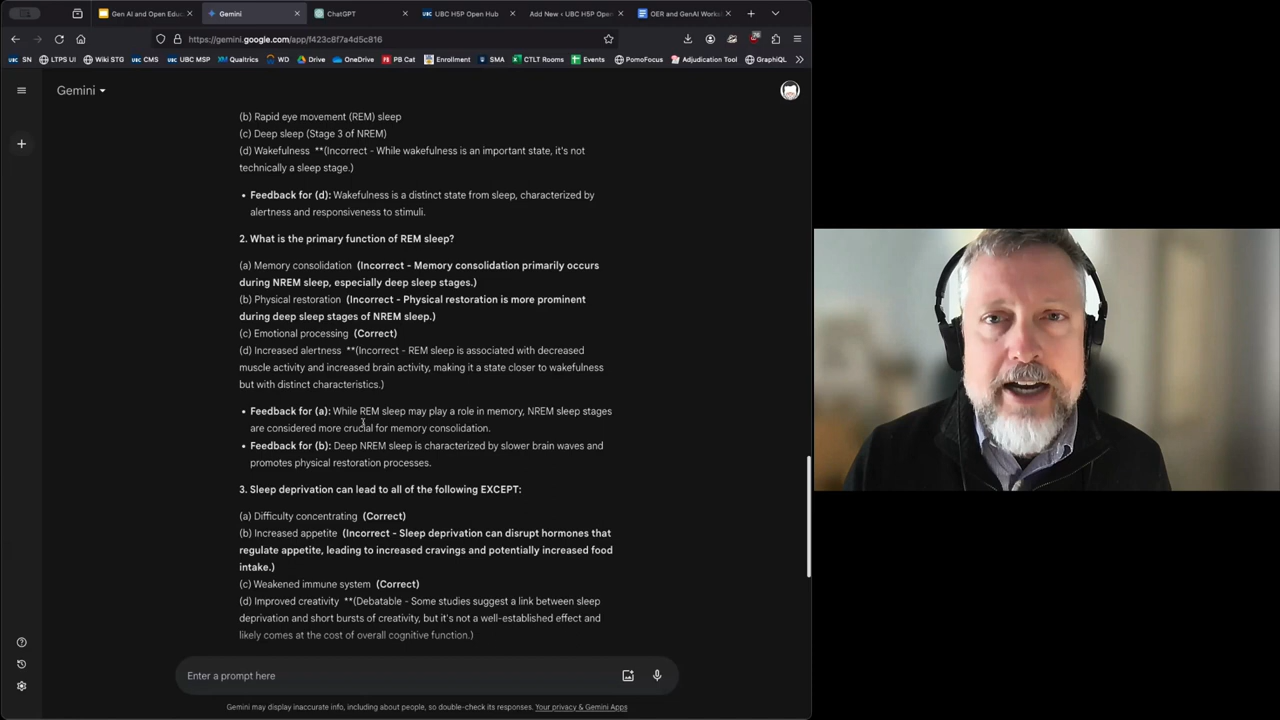 Gen AI and Open Educ
Gemini
ChatGPT
UBC H5P Open Hub
Add New ‹ UBC H5P Open
OER and GenAI Works
https://gemini.google.com/app/f423c8f7a4d5c816
SN
LTPS UI
Wiki STG
UBC CMS
UBC MSP
Qualtrics
WD
Drive
OneDrive
PB Cat
Enrollment
SMA
CTLT Rooms
Events
PomoFocus
Adjudication Tool
GraphiQL
Gemini
(b) Rapid eye movement (REM) sleep
(c) Deep sleep (Stage 3 of NREM)
(d) Wakefulness **(Incorrect - While wakefulness is an important state, it's not
technically a sleep stage.)
• Feedback for (d): Wakefulness is a distinct state from sleep, characterized by
alertness and responsiveness to stimuli.
2. What is the primary function of REM sleep?
(a) Memory consolidation (Incorrect - Memory consolidation primarily occurs
during NREM sleep, especially deep sleep stages.)
(b) Physical restoration (Incorrect - Physical restoration is more prominent
during deep sleep stages of NREM sleep.)
(c) Emotional processing (Correct)
(d) Increased alertness **(Incorrect - REM sleep is associated with decreased
muscle activity and increased brain activity, making it a state closer to wakefulness
but with distinct characteristics.)
• Feedback for (a): While REM sleep may play a role in memory, NREM sleep stages
are considered more crucial for memory consolidation.
• Feedback for (b): Deep NREM sleep is characterized by slower brain waves and
promotes physical restoration processes.
3. Sleep deprivation can lead to all of the following EXCEPT:
(a) Difficulty concentrating (Correct)
(b) Increased appetite (Incorrect - Sleep deprivation can disrupt hormones that
regulate appetite, leading to increased cravings and potentially increased food
intake.)
(c) Weakened immune system (Correct)
(d) Improved creativity **(Debatable - Some studies suggest a link between sleep
deprivation and short bursts of creativity, but it's not a well-established effect and
likely comes at the cost of overall cognitive function.)
Enter a prompt here
Gemini may display inaccurate info, including about people, so double-check its responses. Your privacy & Gemini Apps